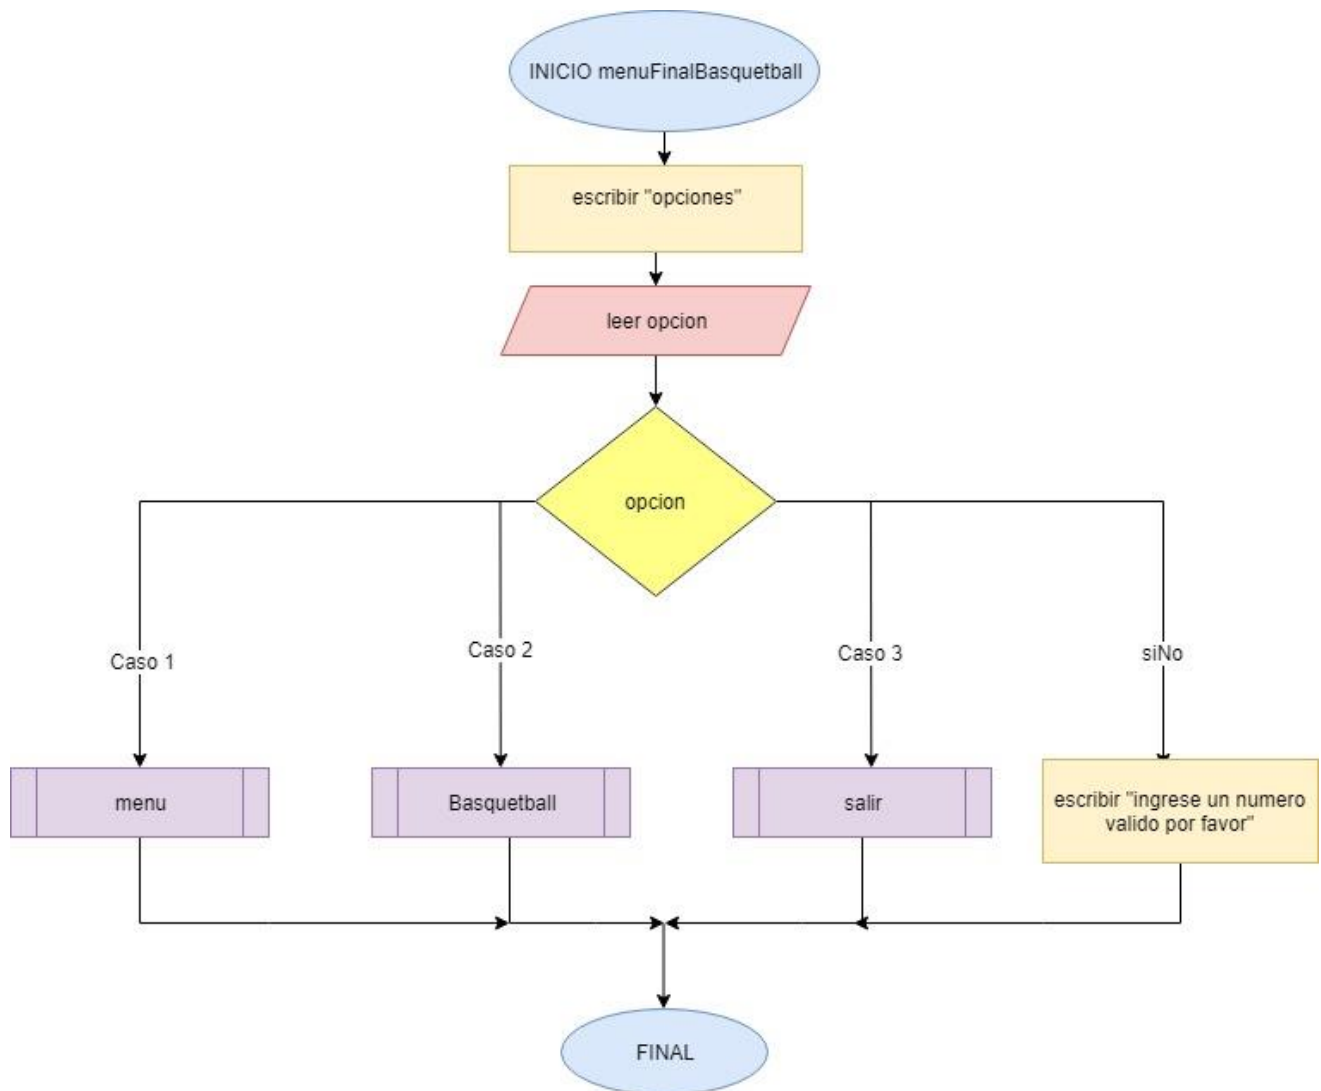 INICIO menuFinalBasquetball
escribir "opciones"
leer opcion
opcion
Caso 1
Caso 2
Caso 3
siNo
menu
Basquetball
salir
escribir "ingrese un numero
valido por favor"
FINAL